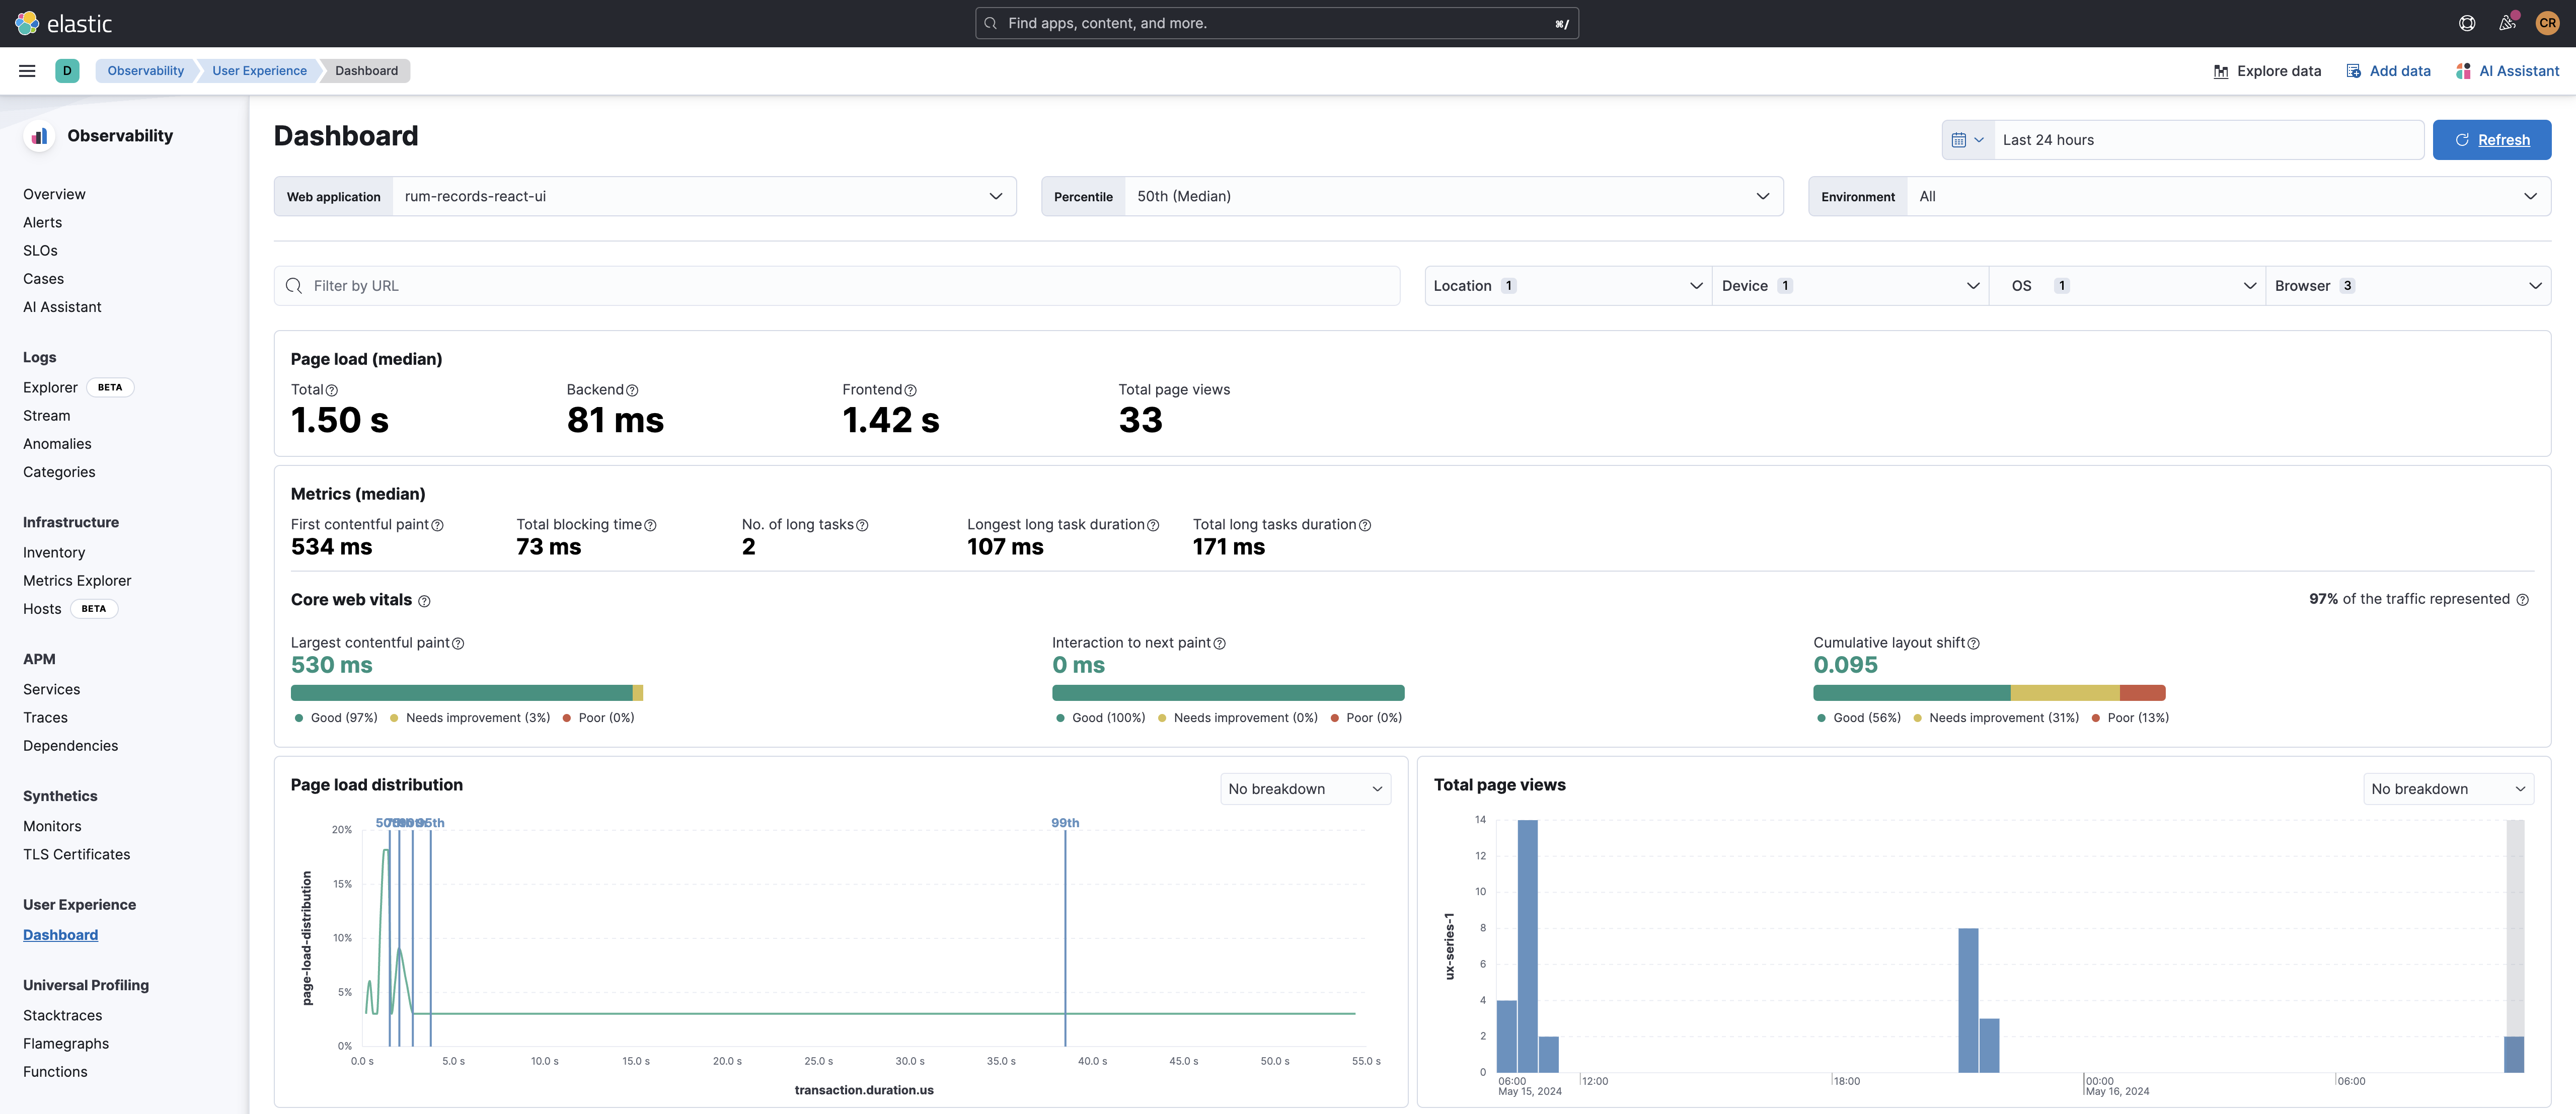 elastic
Find apps, content, and more.
⌘/
CR
D
Observability
User Experience
Dashboard
Explore data
Add data
AI Assistant
Observability
Overview
Alerts
SLOs
Cases
AI Assistant
Logs
Explorer BETA
Stream
Anomalies
Categories
Infrastructure
Inventory
Metrics Explorer
Hosts BETA
APM
Services
Traces
Dependencies
Synthetics
Monitors
TLS Certificates
User Experience
Dashboard
Universal Profiling
Stacktraces
Flamegraphs
Functions
Dashboard
Last 24 hours
Refresh
Web application rum-records-react-ui
Percentile 50th (Median)
Environment All
Filter by URL
Location 1
Device 1
OS 1
Browser 3
Page load (median)
Total
1.50 s
Backend
81 ms
Frontend
1.42 s
Total page views
33
Metrics (median)
First contentful paint
534 ms
Total blocking time
73 ms
No. of long tasks
2
Longest long task duration
107 ms
Total long tasks duration
171 ms
Core web vitals
97% of the traffic represented
Largest contentful paint
530 ms
Good (97%) Needs improvement (3%) Poor (0%)
Interaction to next paint
0 ms
Good (100%) Needs improvement (0%) Poor (0%)
Cumulative layout shift
0.095
Good (56%) Needs improvement (31%) Poor (13%)
Page load distribution
No breakdown
95th
99th
20%
15%
10%
5%
0%
page-load-distribution
0.0 s 5.0 s 10.0 s 15.0 s 20.0 s 25.0 s 30.0 s 35.0 s 40.0 s 45.0 s 50.0 s 55.0 s
transaction.duration.us
Total page views
No breakdown
14
12
10
8
6
4
2
0
ux-series-1
06:00 12:00 18:00 00:00 06:00
May 15, 2024 May 16, 2024